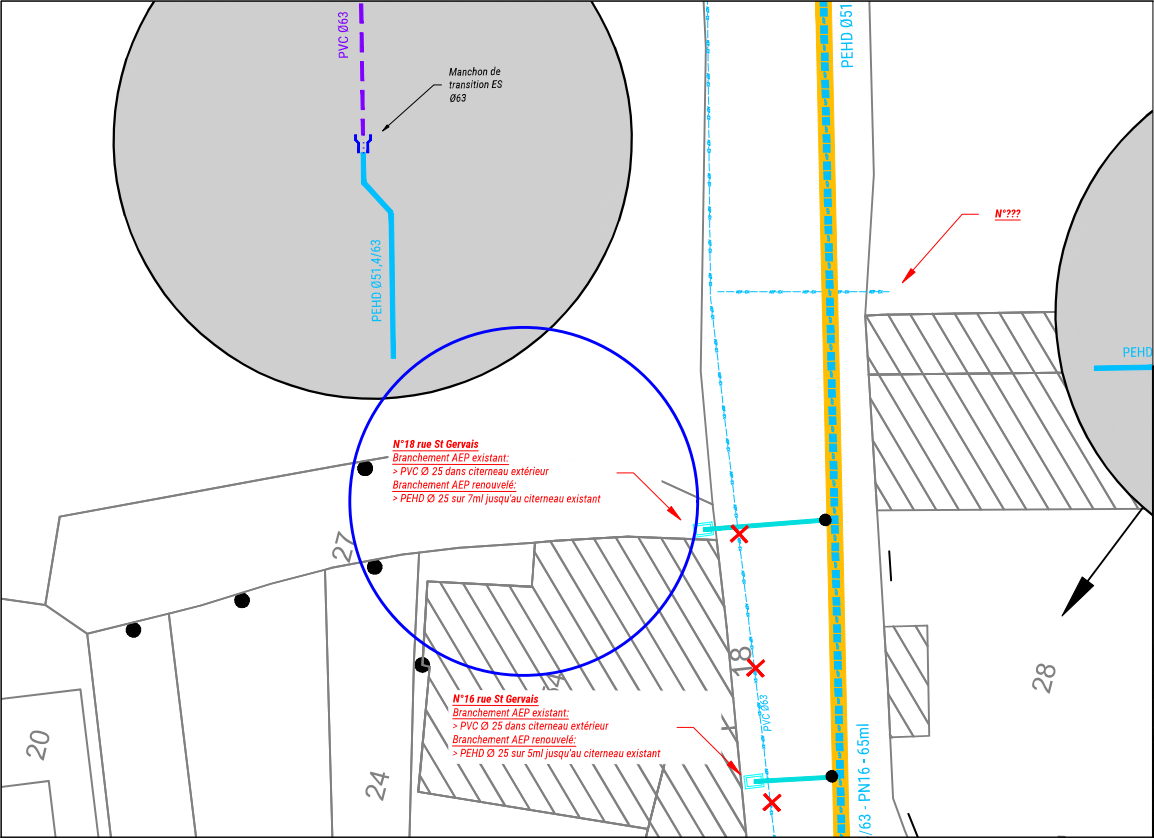 PVC Ø63
Manchon de
transition ES
Ø63
PEHD Ø51,4/63
PEHD Ø51
N°???
PEHD
N°18 rue St Gervais
Branchement AEP existant:
> PVC Ø 25 dans citerneau extérieur
Branchement AEP renouvelé:
> PEHD Ø 25 sur 7ml jusqu'au citerneau existant
27
18
28
N°16 rue St Gervais
Branchement AEP existant:
> PVC Ø 25 dans citerneau extérieur
Branchement AEP renouvelé:
> PEHD Ø 25 sur 5ml jusqu'au citerneau existant
PVC Ø63
20
24
/63 - PN16 - 65ml